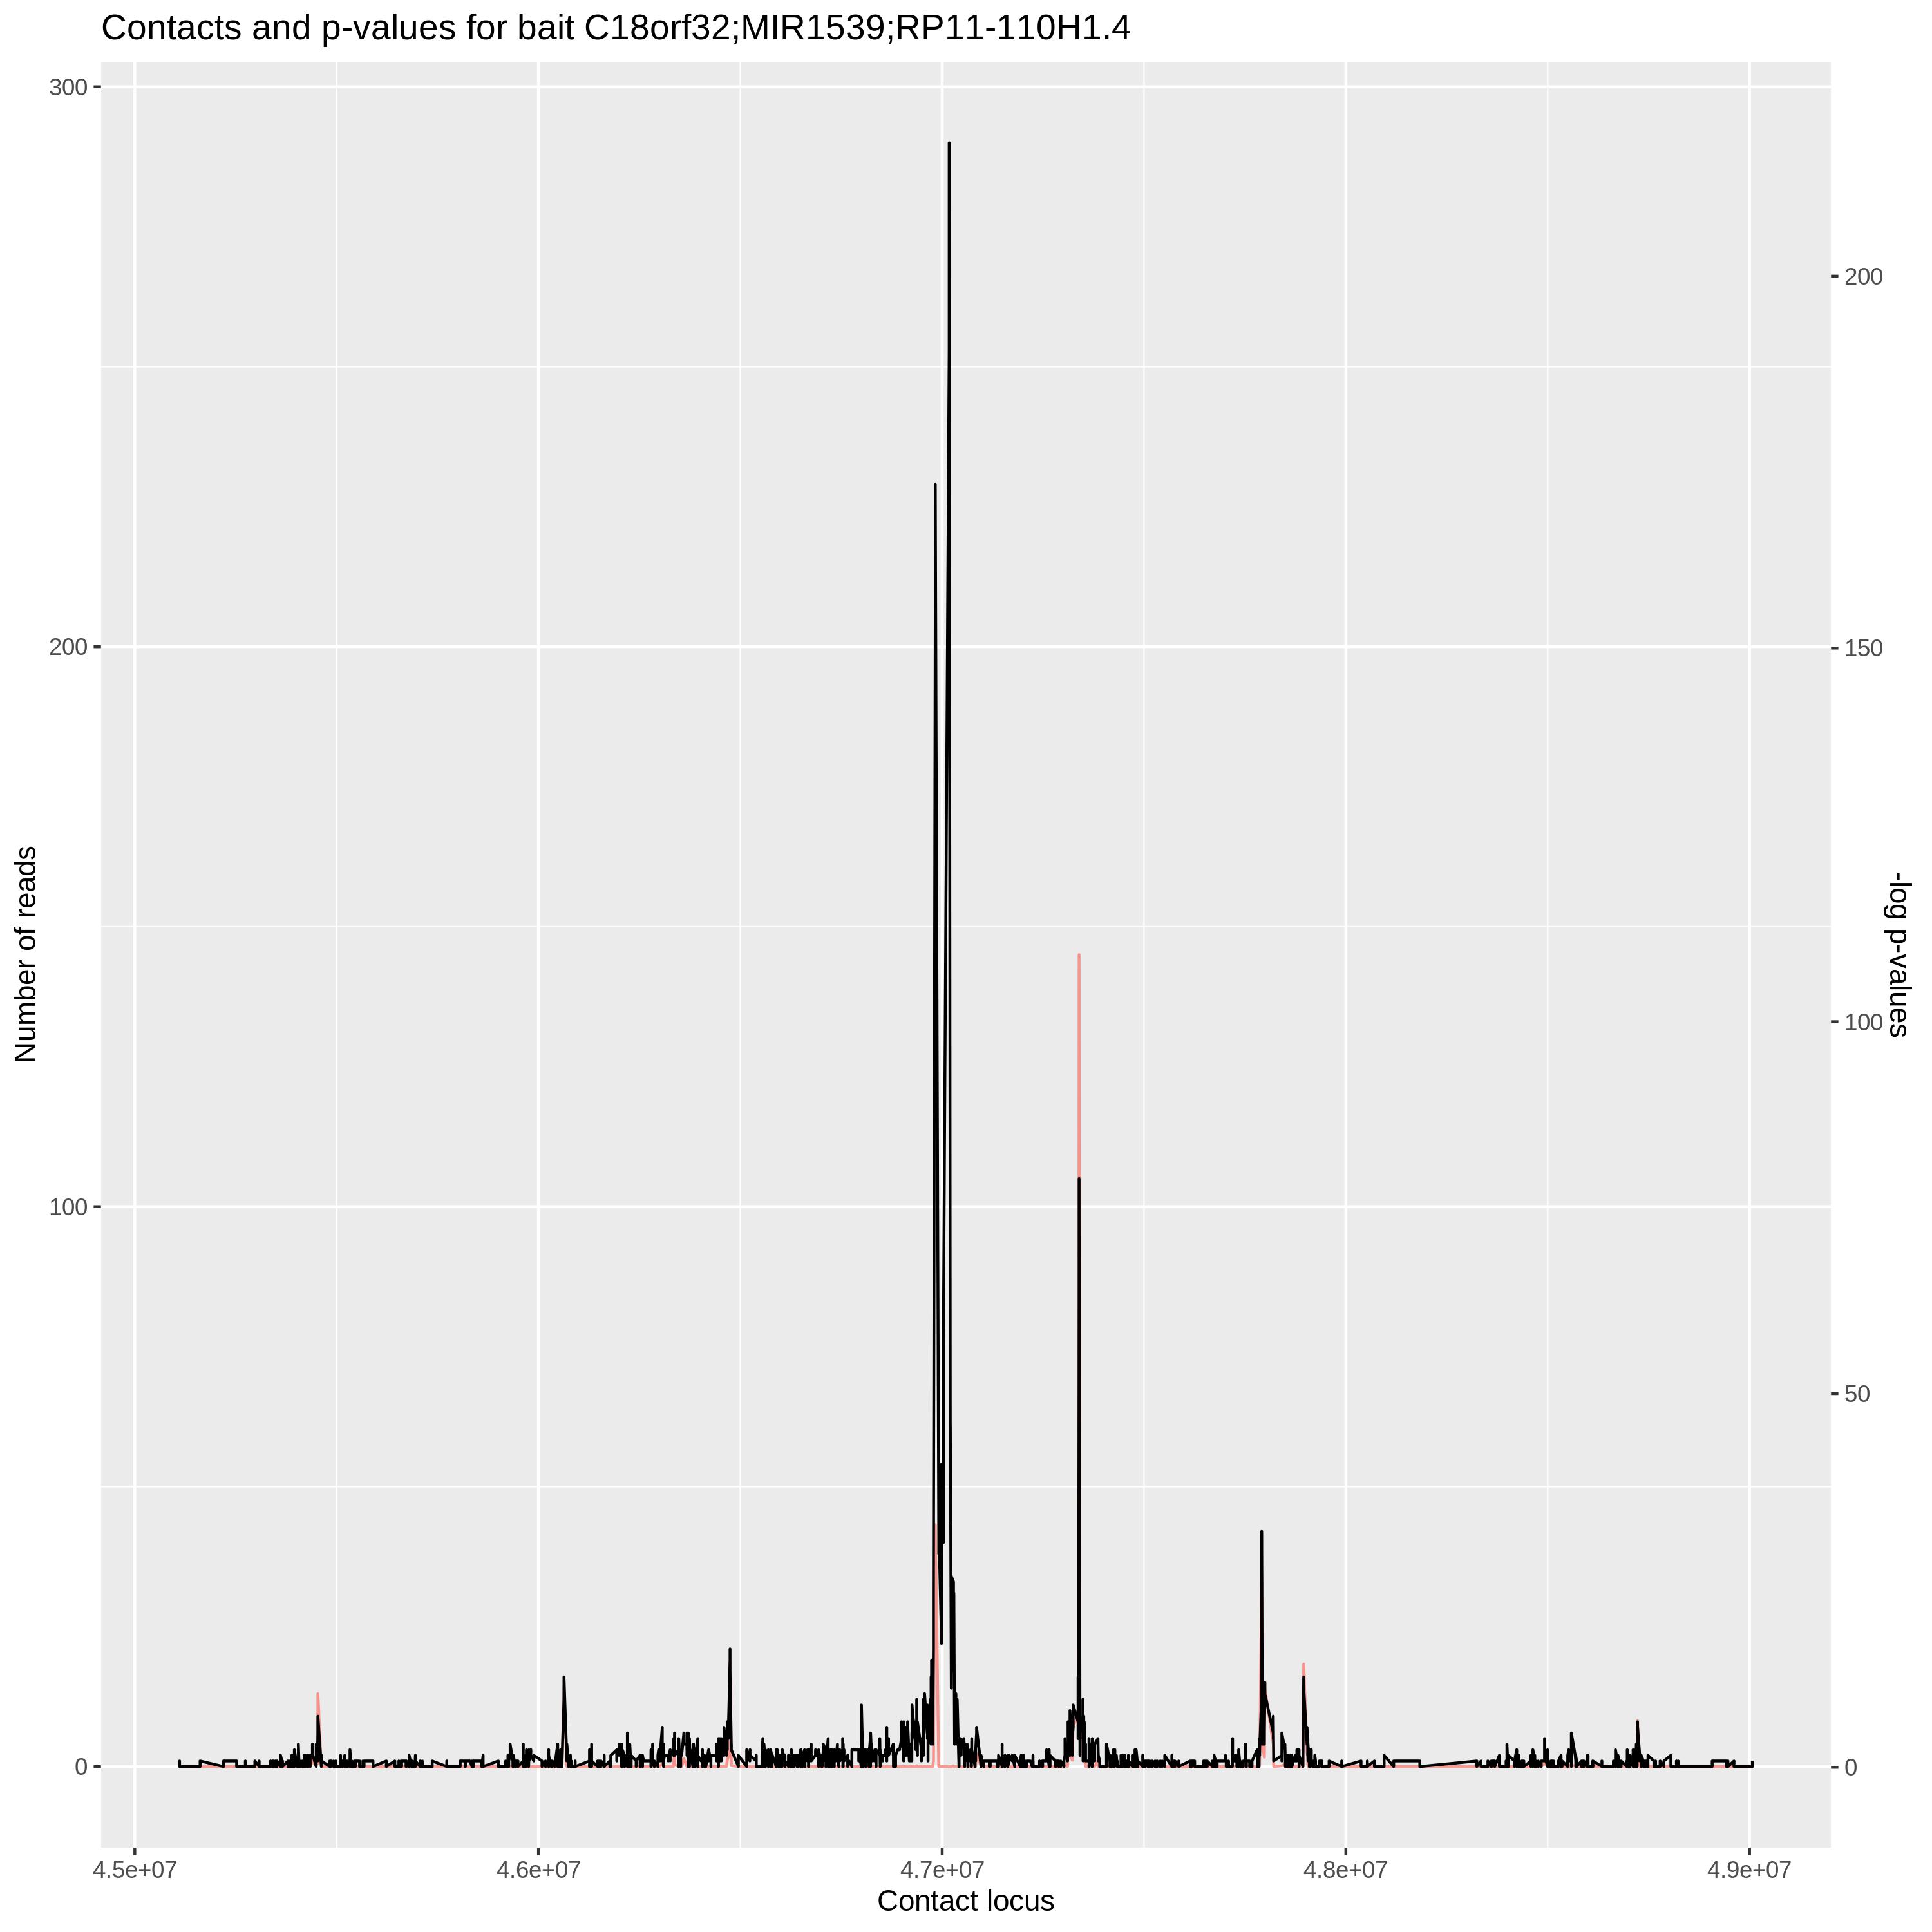 Contacts and p-values for bait C18orf32;MIR1539;RP11-110H1.4
300
200
100
0
Number of reads
200
150
100
50
0
-log p-values
4.5e+07 4.6e+07 4.7e+07 4.8e+07 4.9e+07
Contact locus